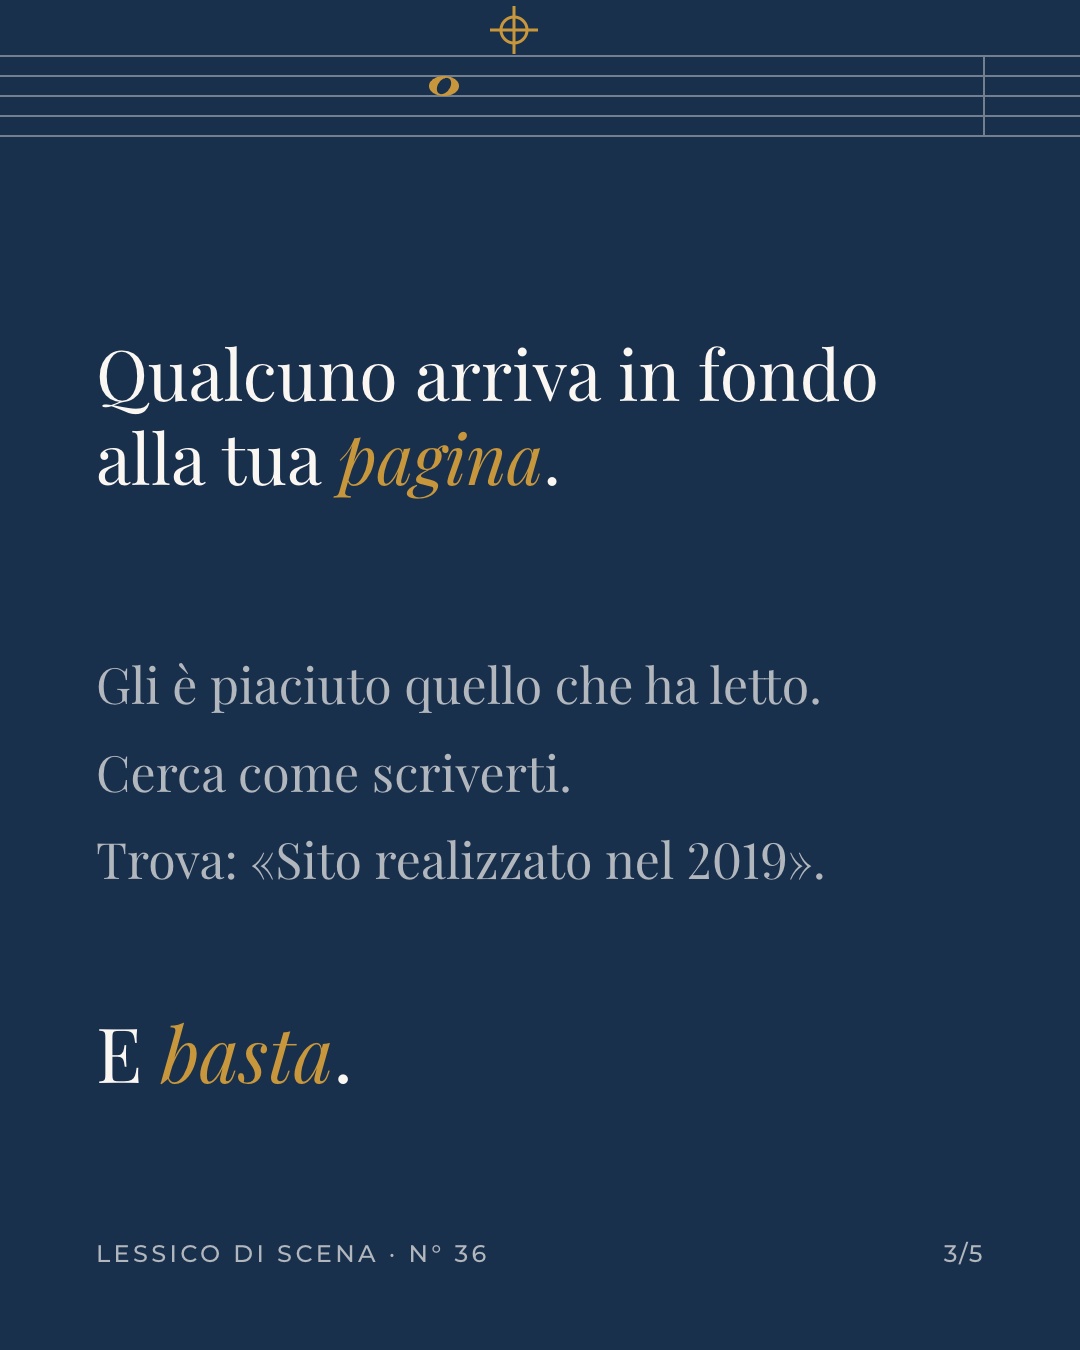 Qualcuno arriva in fondo
alla tua pagina.
Gli è piaciuto quello che ha letto.
Cerca come scriverti.
Trova: «Sito realizzato nel 2019».
E basta.
LESSICO DI SCENA · N° 36
3/5